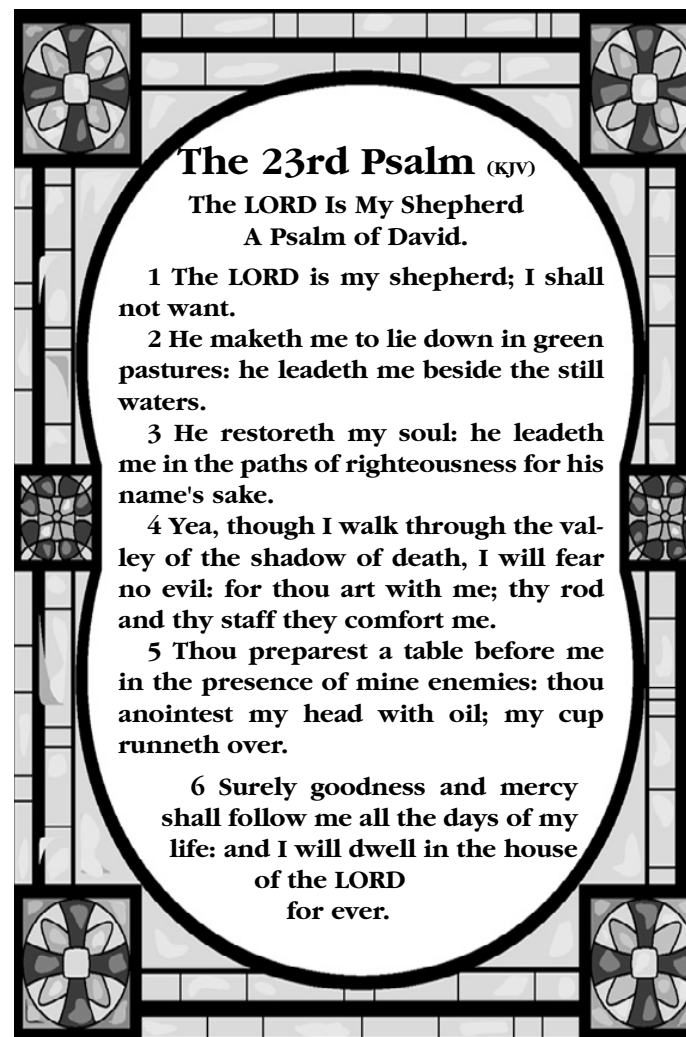 The 23rd Psalm (KJV)
The LORD Is My Shepherd
A Psalm of David.
1 The LORD is my shepherd; I shall
not want.
2 He maketh me to lie down in green
pastures: he leadeth me beside the still
waters.
3 He restoreth my soul: he leadeth
me in the paths of righteousness for his
name's sake.
4 Yea, though I walk through the val-
ley of the shadow of death, I will fear
no evil: for thou art with me; thy rod
and thy staff they comfort me.
5 Thou preparest a table before me
in the presence of mine enemies: thou
anointest my head with oil; my cup
runneth over.
6 Surely goodness and mercy
shall follow me all the days of my
life: and I will dwell in the house
of the LORD
for ever.